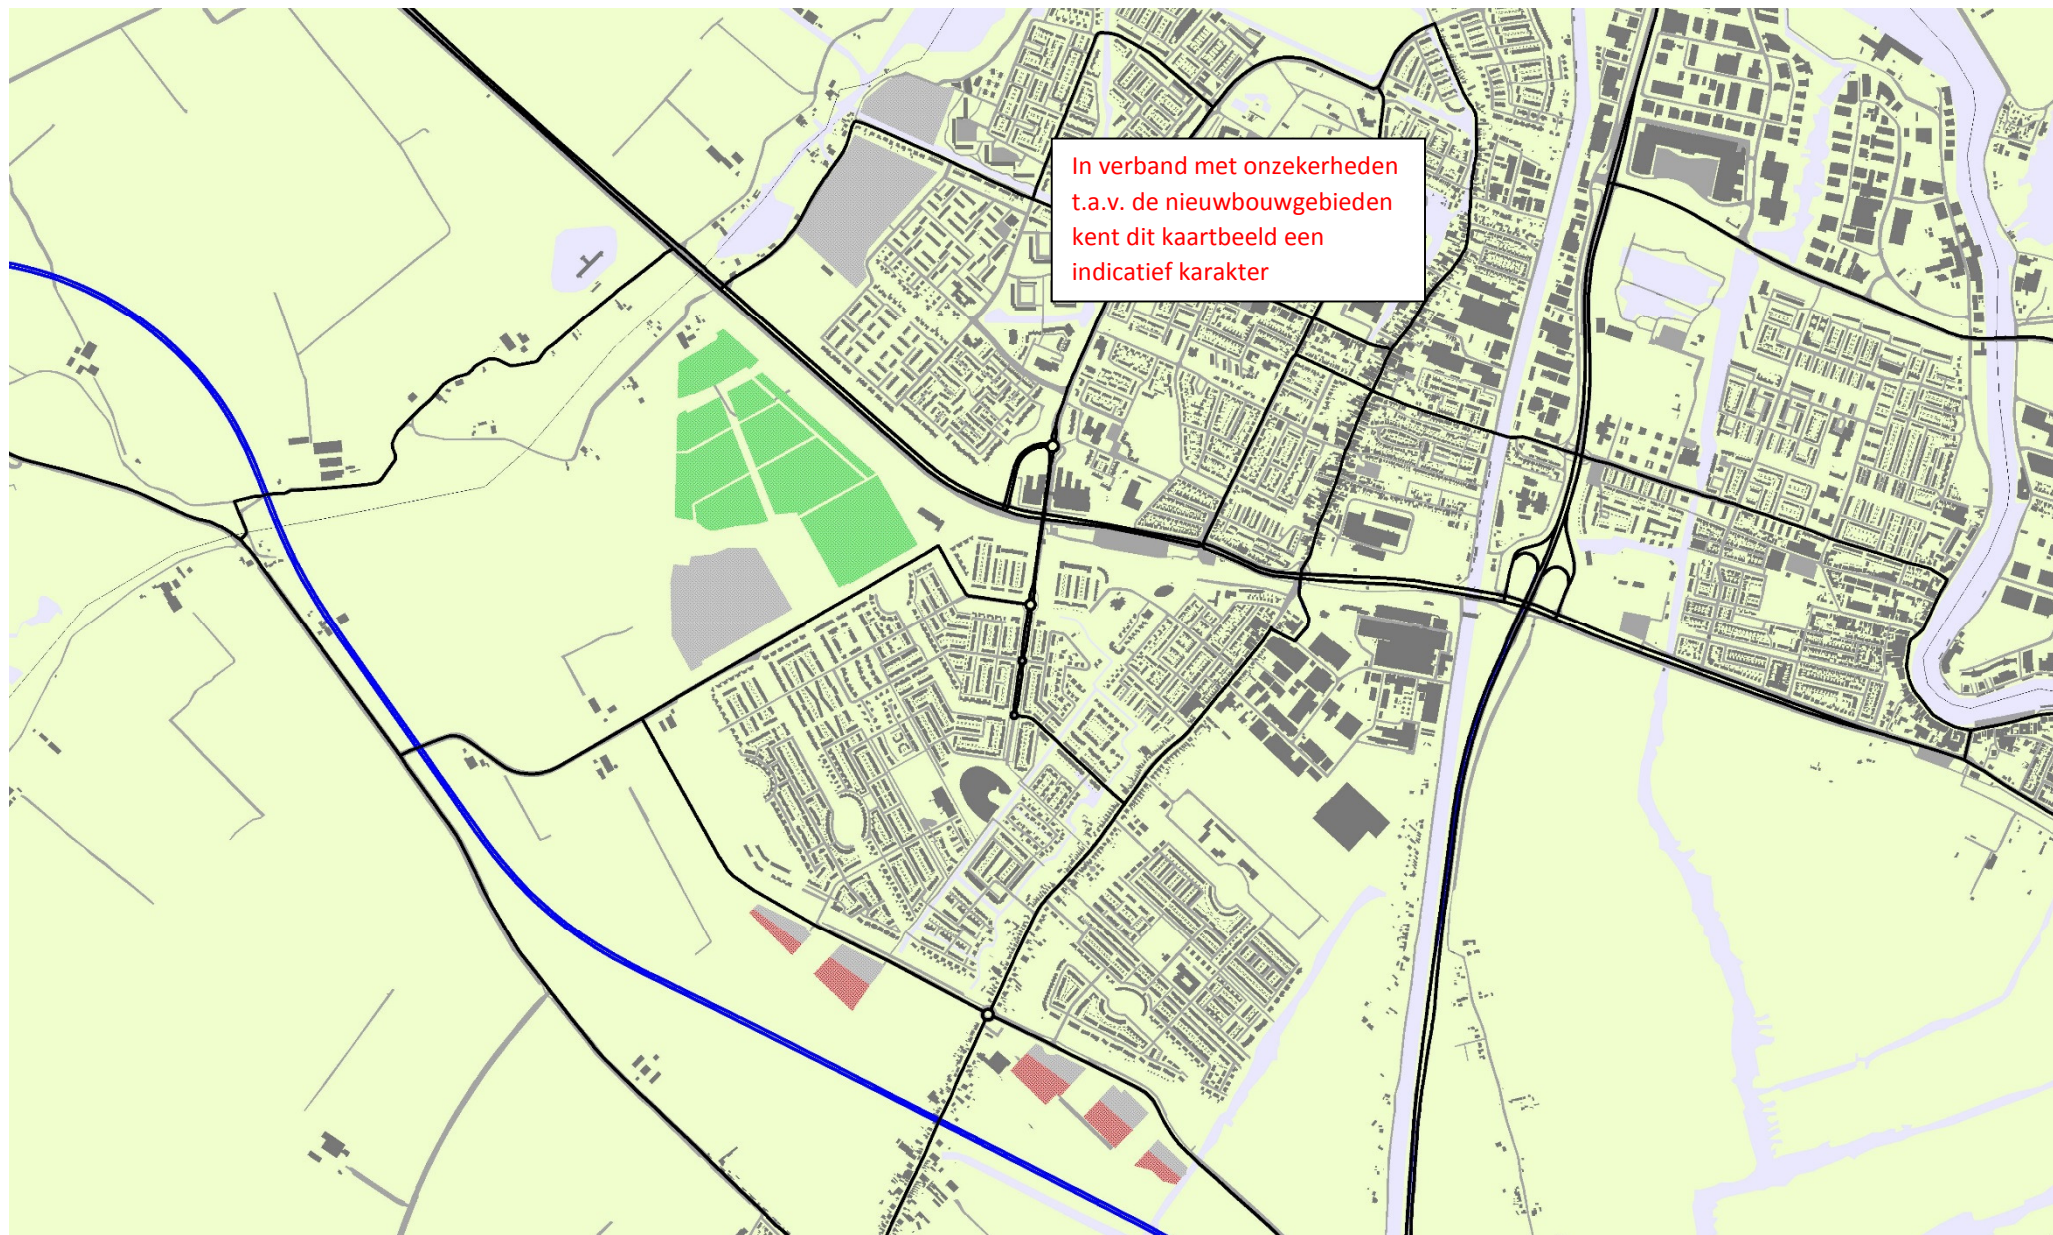 In verband met onzekerheden
t.a.v. de nieuwbouwgebieden
kent dit kaartbeeld een
indicatief karakter